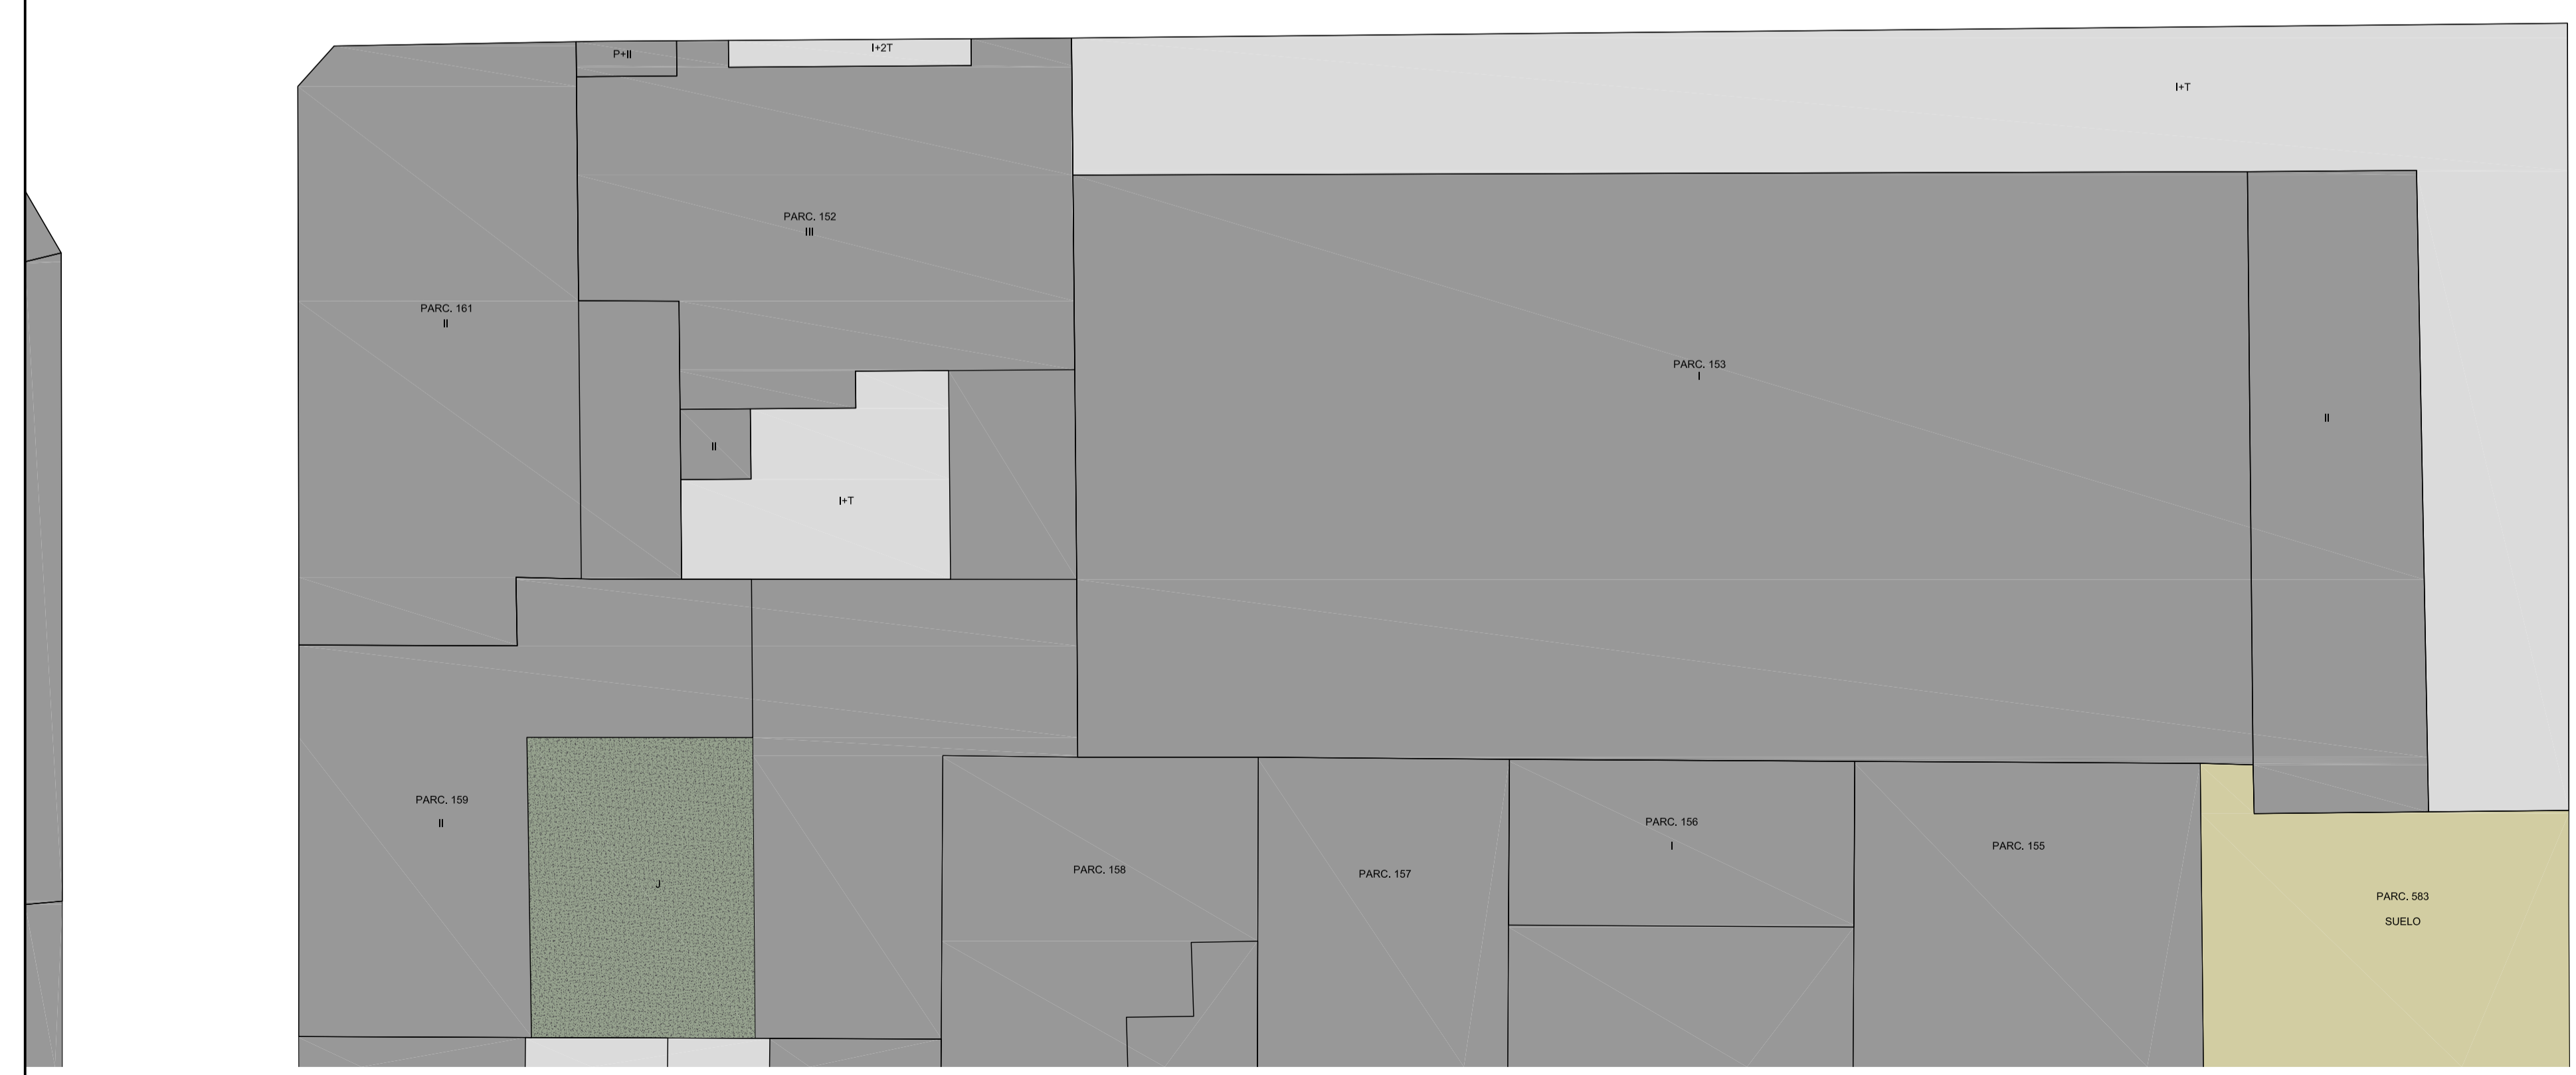 I+2T
P+II
I+T
PARC. 152
III
PARC. 161
II
PARC. 153
I
II
II
I+T
PARC. 159
II
PARC. 156
I
PARC. 155
PARC. 158
PARC. 157
J
PARC. 583
SUELO